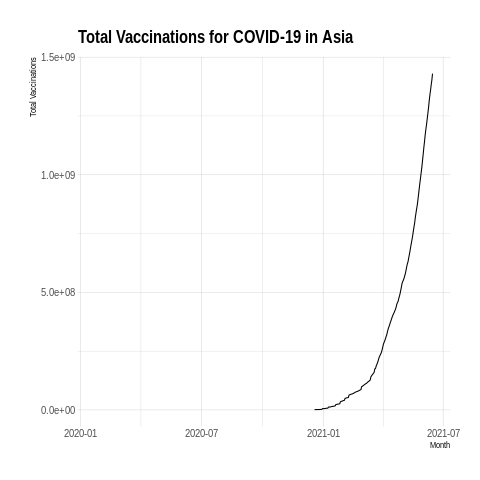 Total Vaccinations for COVID-19 in Asia
Total Vaccinations
1.5e+09
1.0e+09
5.0e+08
0.0e+00
2020-01 2020-07 2021-01 2021-07
Month